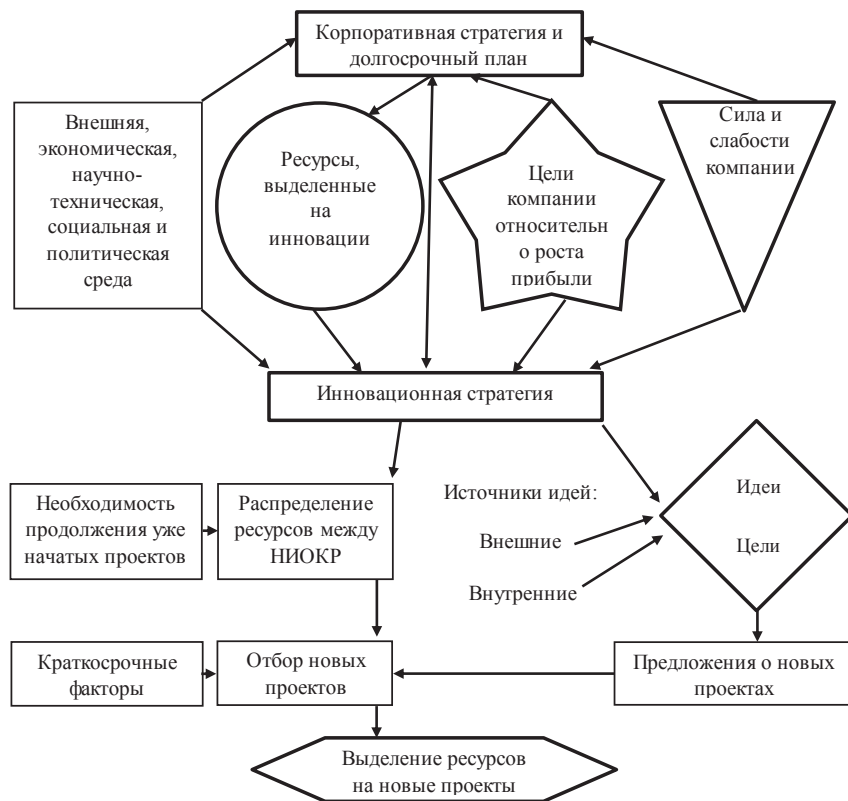 Корпоративная стратегия и
долгосрочный план
Внешняя,
экономическая,
научно-
техническая,
социальная и
политическая
среда
Ресурсы,
выделенные
на
инновации
Цели
компании
относительн
о роста
прибыли
Сила и
слабости
компании
Инновационная стратегия
Необходимость
продолжения уже
начатых проектов
Распределение
ресурсов между
НИОКР
Источники идей:
Внешние
Внутренние
Идеи
Цели
Краткосрочные
факторы
Отбор новых
проектов
Предложения о новых
проектах
Выделение ресурсов
на новые проекты